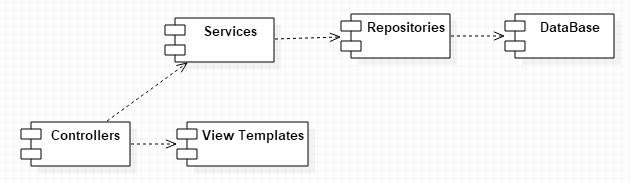 Services
Repositories
DataBase
Controllers
View Templates